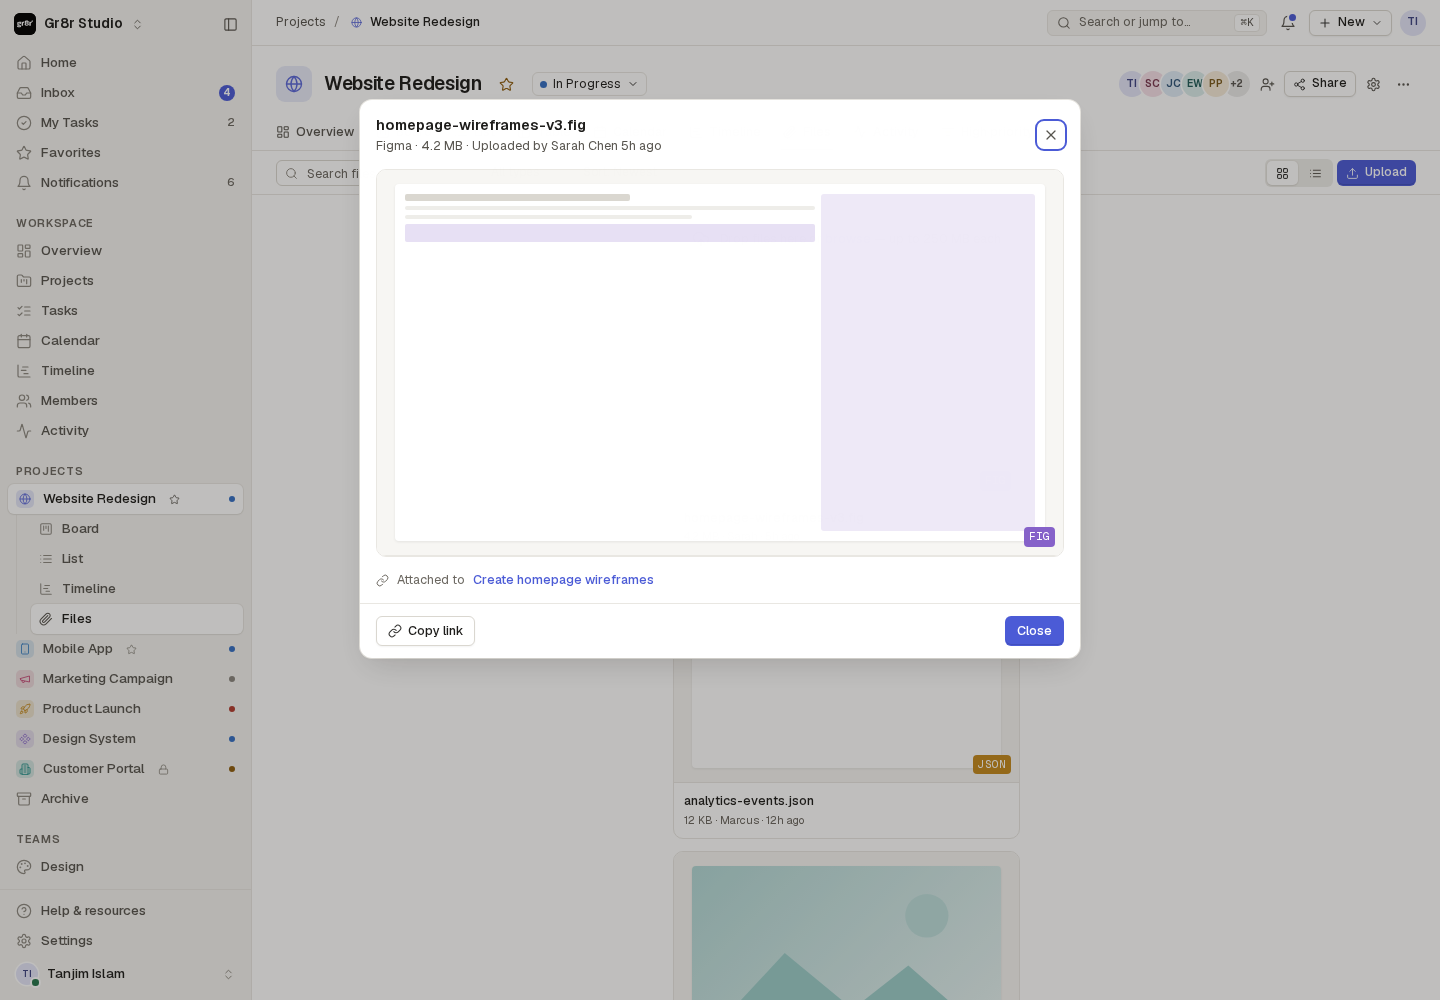 gr8r
Gr8r Studio
Home
Inbox 4
My Tasks 2
Favorites
Notifications 6
WORKSPACE
Overview
Projects
Tasks
Calendar
Timeline
Members
Activity
PROJECTS
Website Redesign
Board
List
Timeline
Files
Mobile App
Marketing Campaign
Product Launch
Design System
Customer Portal
Archive
TEAMS
Design
Help & resources
Settings
TI Tanjim Islam
Projects / Website Redesign
Search or jump to... ⌘K
New
TI
Website Redesign
In Progress
TI SC JC EW PP +2
Share
Overview
Search fi
Upload
homepage-wireframes-v3.fig
Figma · 4.2 MB · Uploaded by Sarah Chen 5h ago
FIG
Attached to Create homepage wireframes
Copy link
Close
JSON
analytics-events.json
12 KB · Marcus · 12h ago